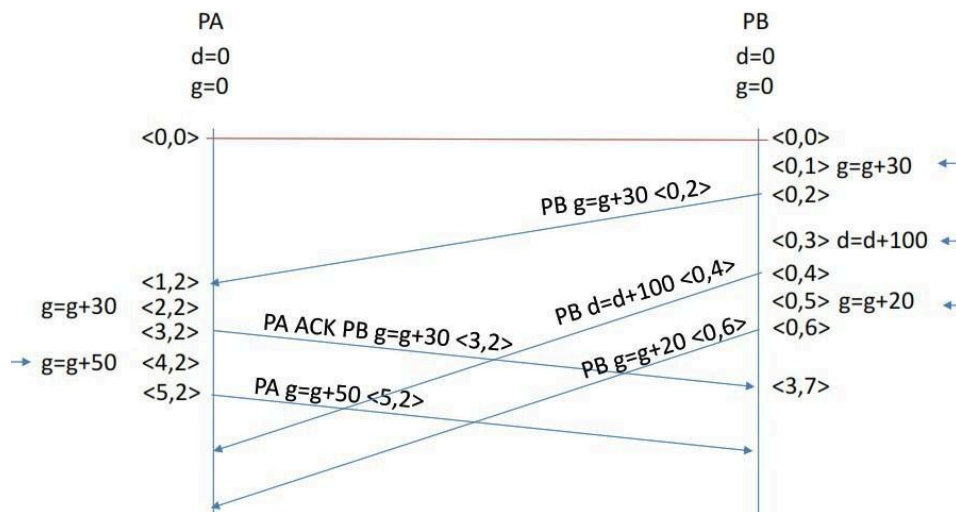 PA PB
d=0 d=0
g=0 g=0
<0,0> <0,0>
<0,1> g=g+30
PB g=g+30 <0,2> <0,2>
<0,3> d=d+100
<1,2> PB d=d+100 <0,4> <0,4>
g=g+30 <2,2> <0,5> g=g+20
<3,2> PA ACK PB g=g+30 <3,2> PB g=g+20 <0,6> <0,6>
g=g+50 <4,2>
<3,7>
<5,2> PA g=g+50 <5,2>